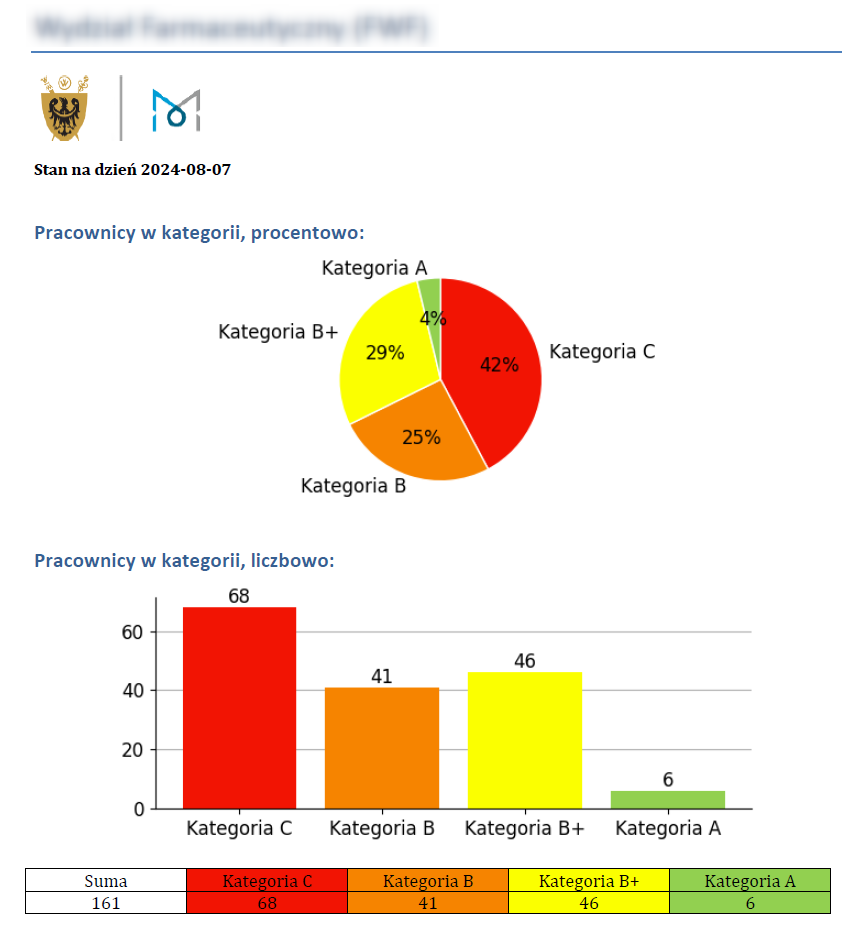 Stan na dzień 2024-08-07
Pracownicy w kategorii, procentowo:
Kategoria A
4%
Kategoria B+
29%
42%
Kategoria C
25%
Kategoria B
Pracownicy w kategorii, liczbowo:
68
60
46
41
40
20
6
0
Kategoria C Kategoria B Kategoria B+ Kategoria A
Suma Kategoria C Kategoria B Kategoria B+ Kategoria A
161 68 41 46 6